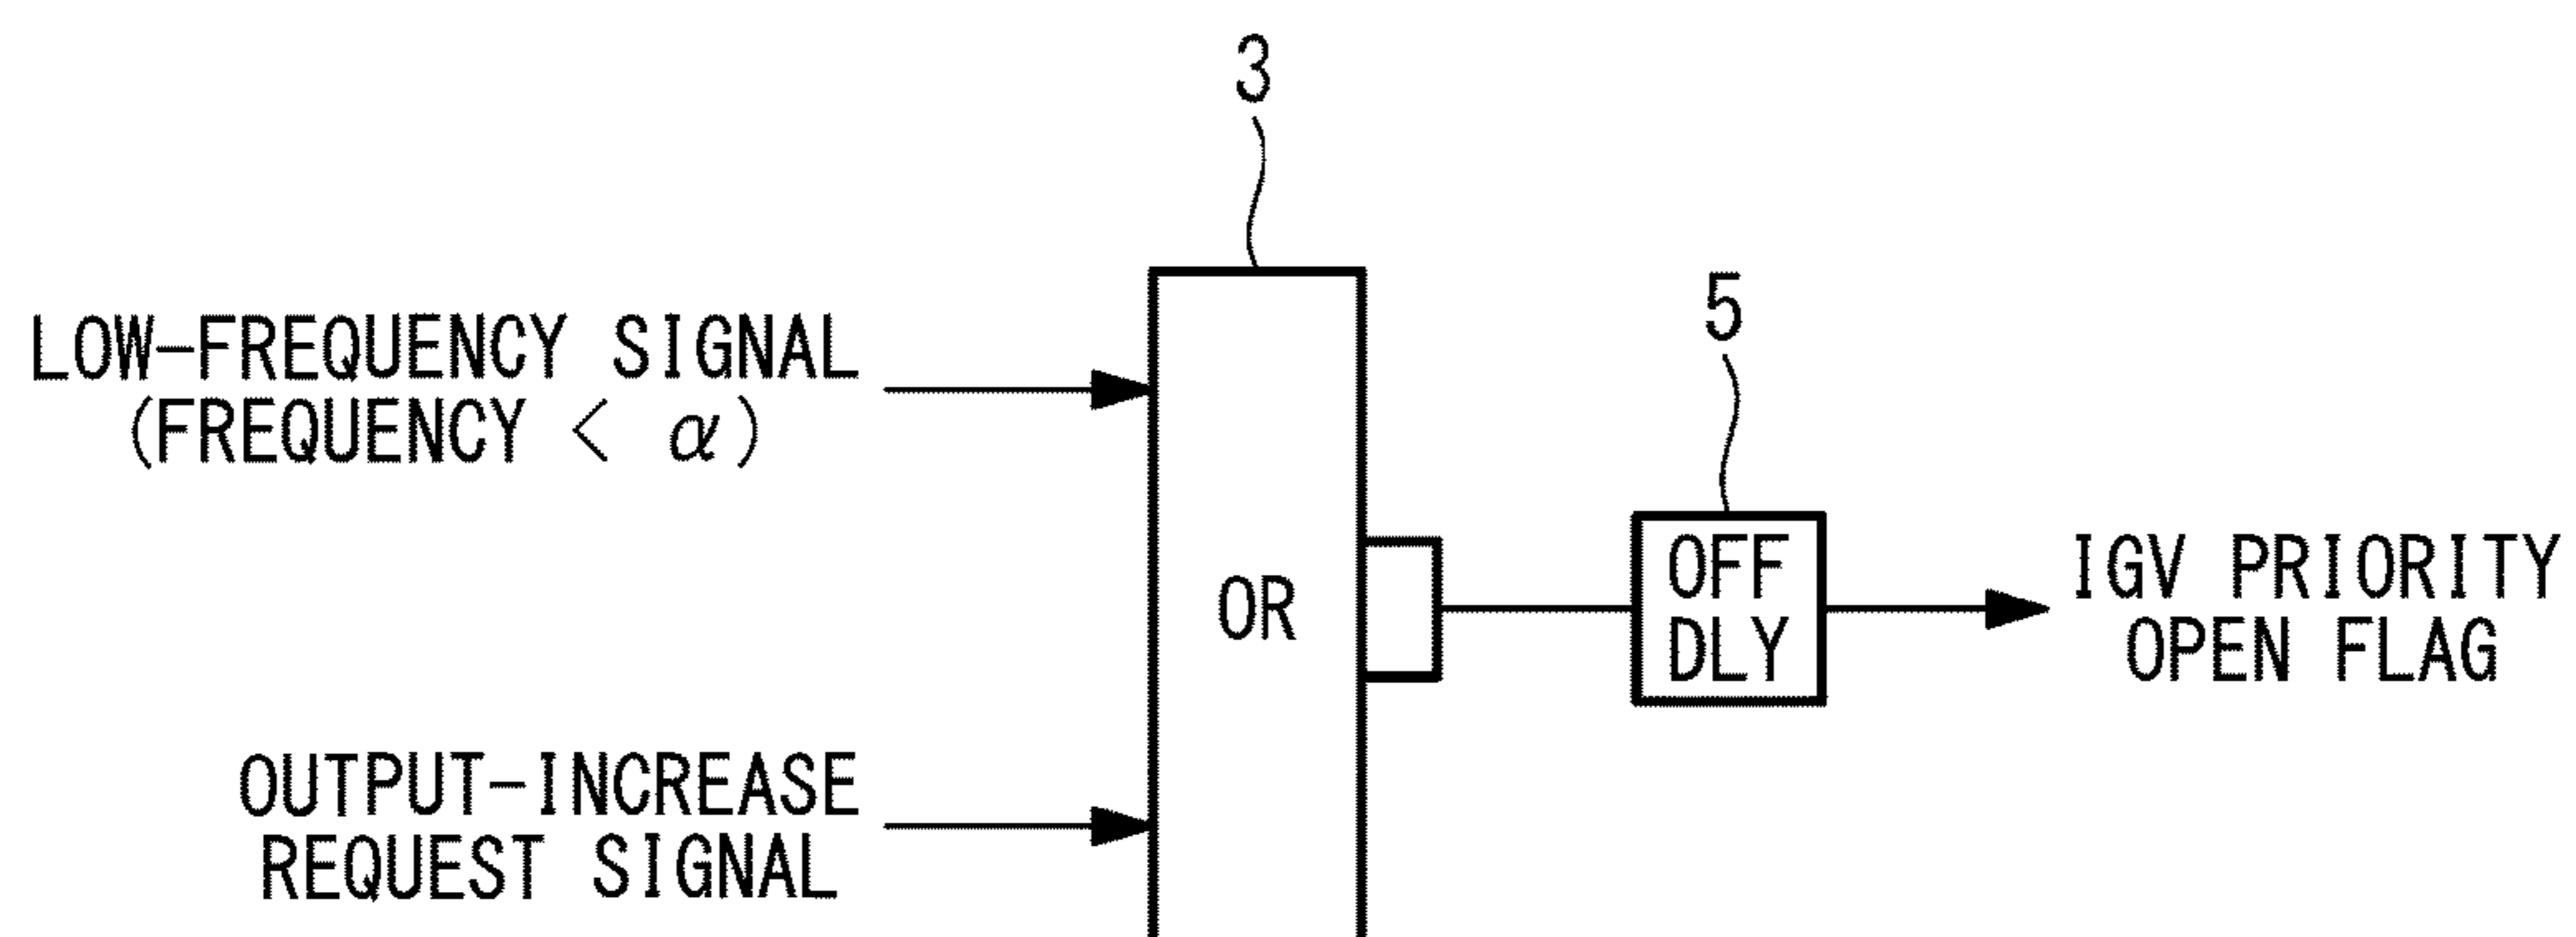 3
LOW-FREQUENCY SIGNAL
(FREQUENCY < α)
5
OR
OFF
DLY
IGV PRIORITY
OPEN FLAG
OUTPUT-INCREASE
REQUEST SIGNAL